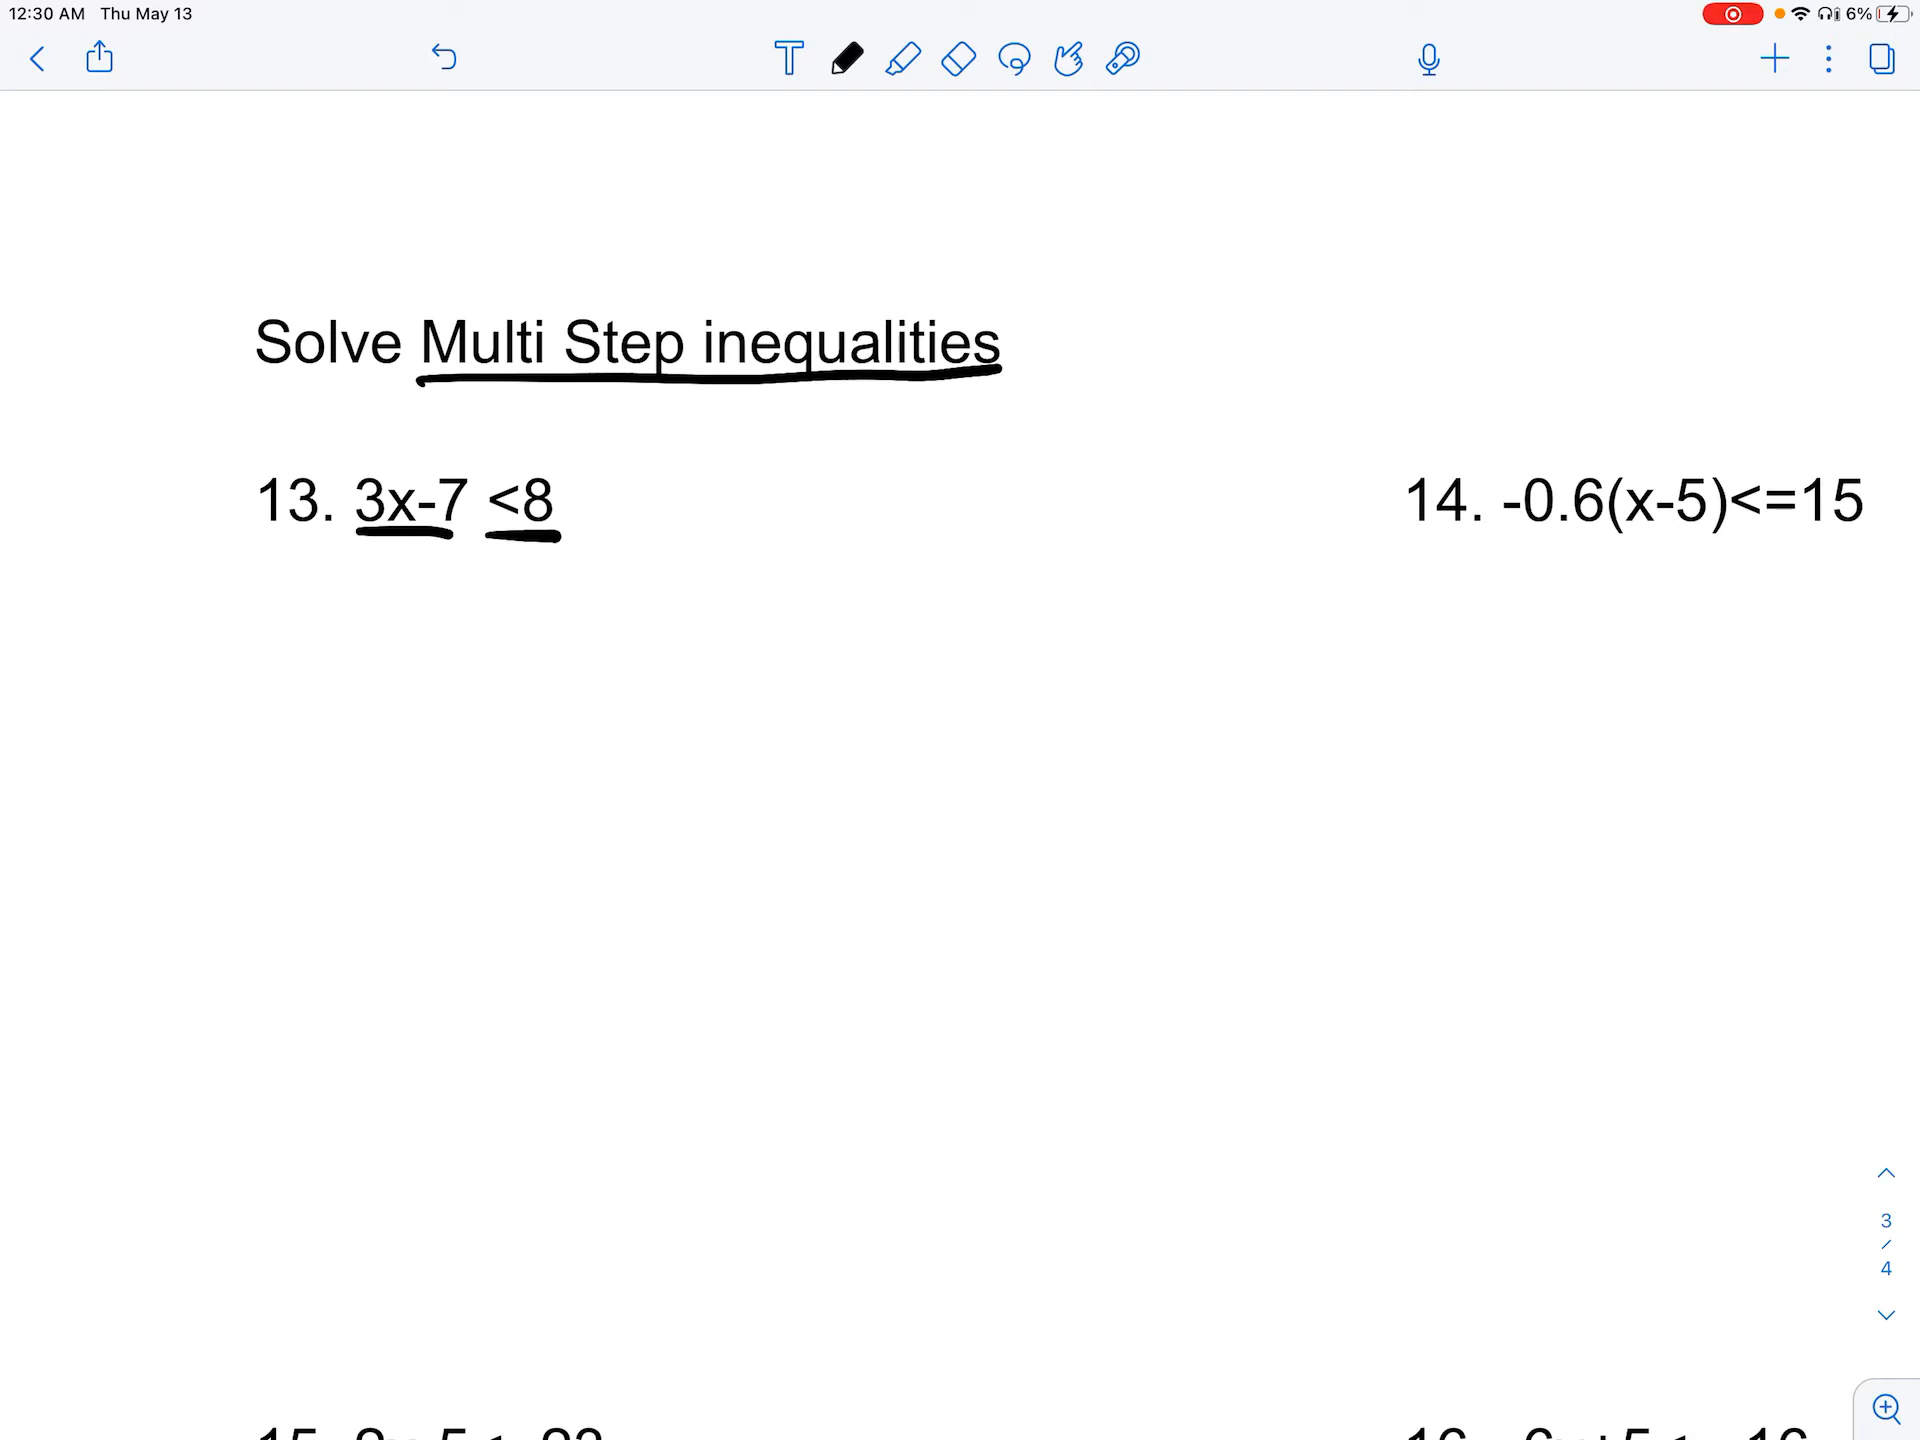 12:30 AM Thu May 13
6%
Solve Multi Step inequalities
13. 3x-7 <8
14. -0.6(x-5)<=15
3
/
4